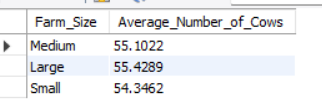 Farm_Size Average_Number_of_Cows
Medium 55.1022
Large 55.4289
Small 54.3462